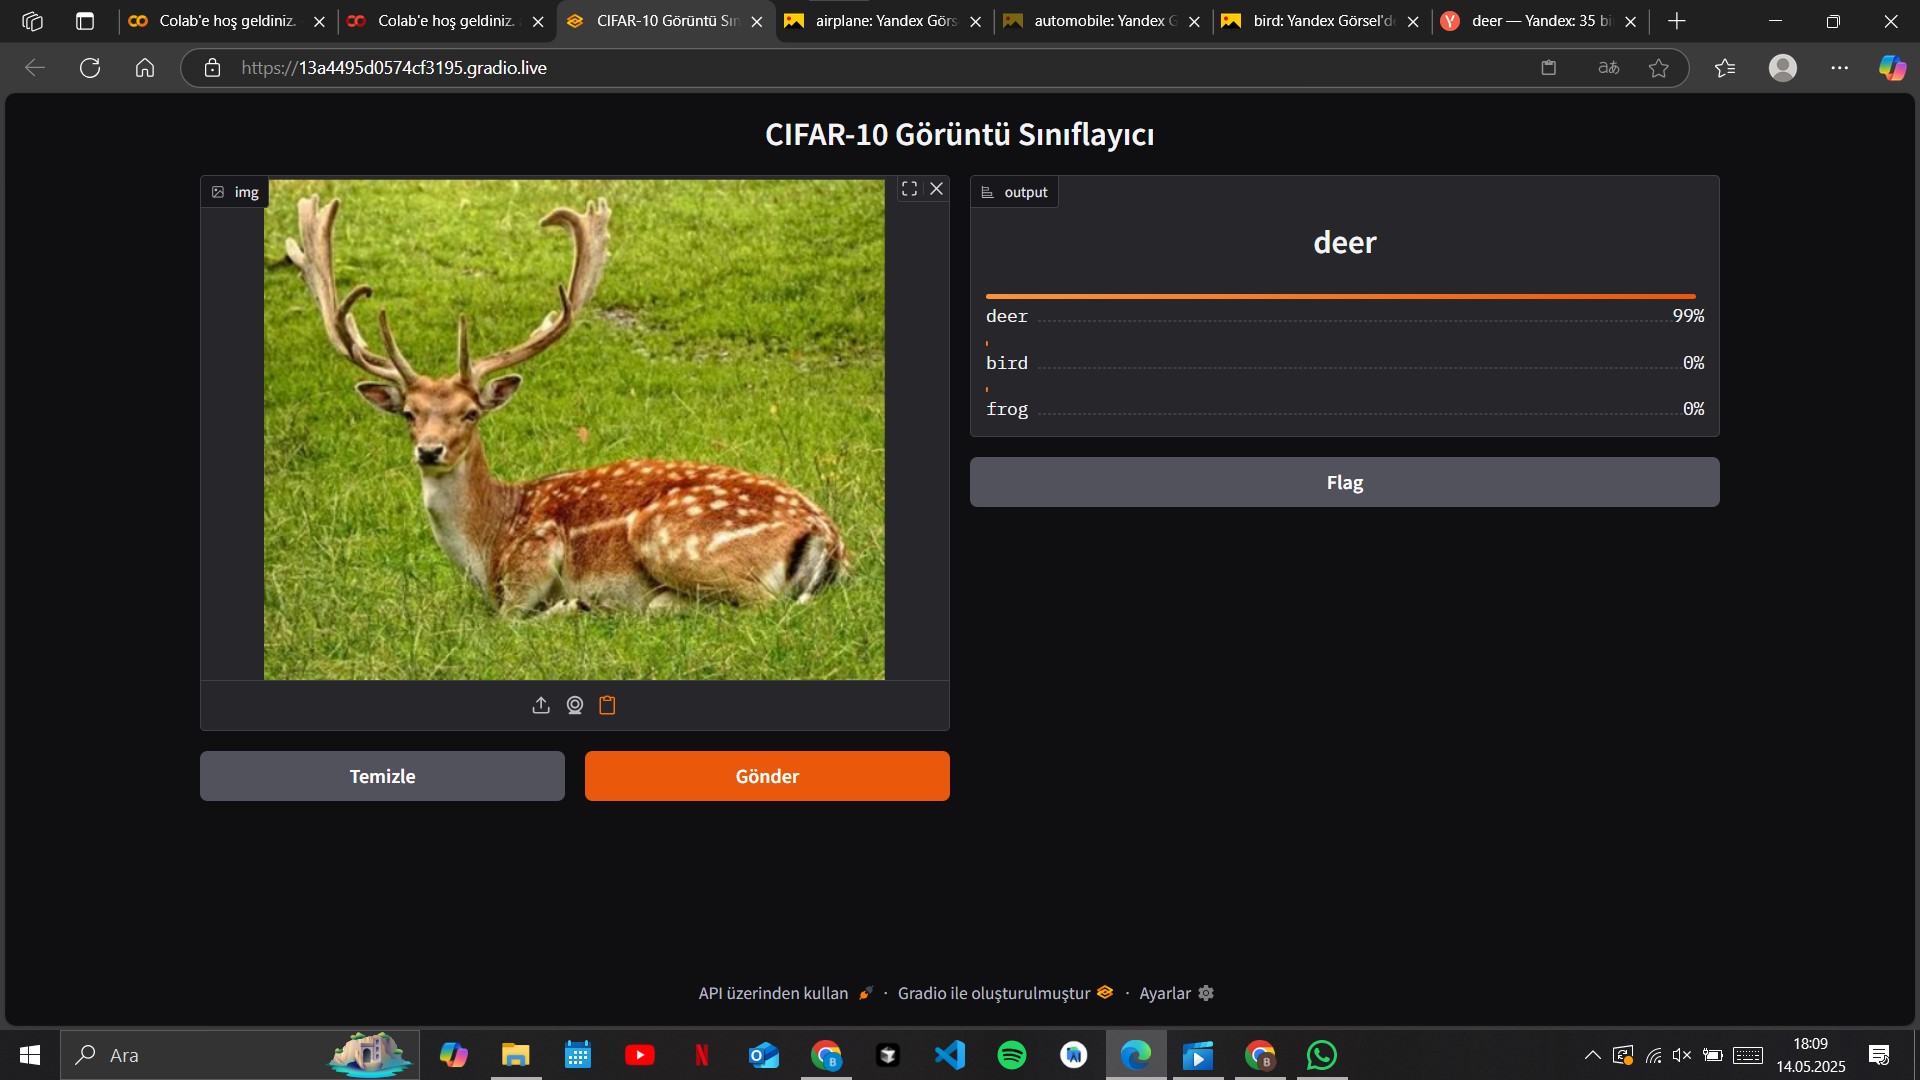 Colab'e hoş geldiniz.
Colab'e hoş geldiniz.
CIFAR-10 Görüntü Sın
airplane: Yandex Görs
automobile: Yandex G
bird: Yandex Görsel'de
deer — Yandex: 35 bi
https://13a4495d0574cf3195.gradio.live
CIFAR-10 Görüntü Sınıflayıcı
img
output
deer
deer 99%
bird 0%
frog 0%
Flag
Temizle
Gönder
API üzerinden kullan · Gradio ile oluşturulmuştur · Ayarlar
Ara
18:09
14.05.2025